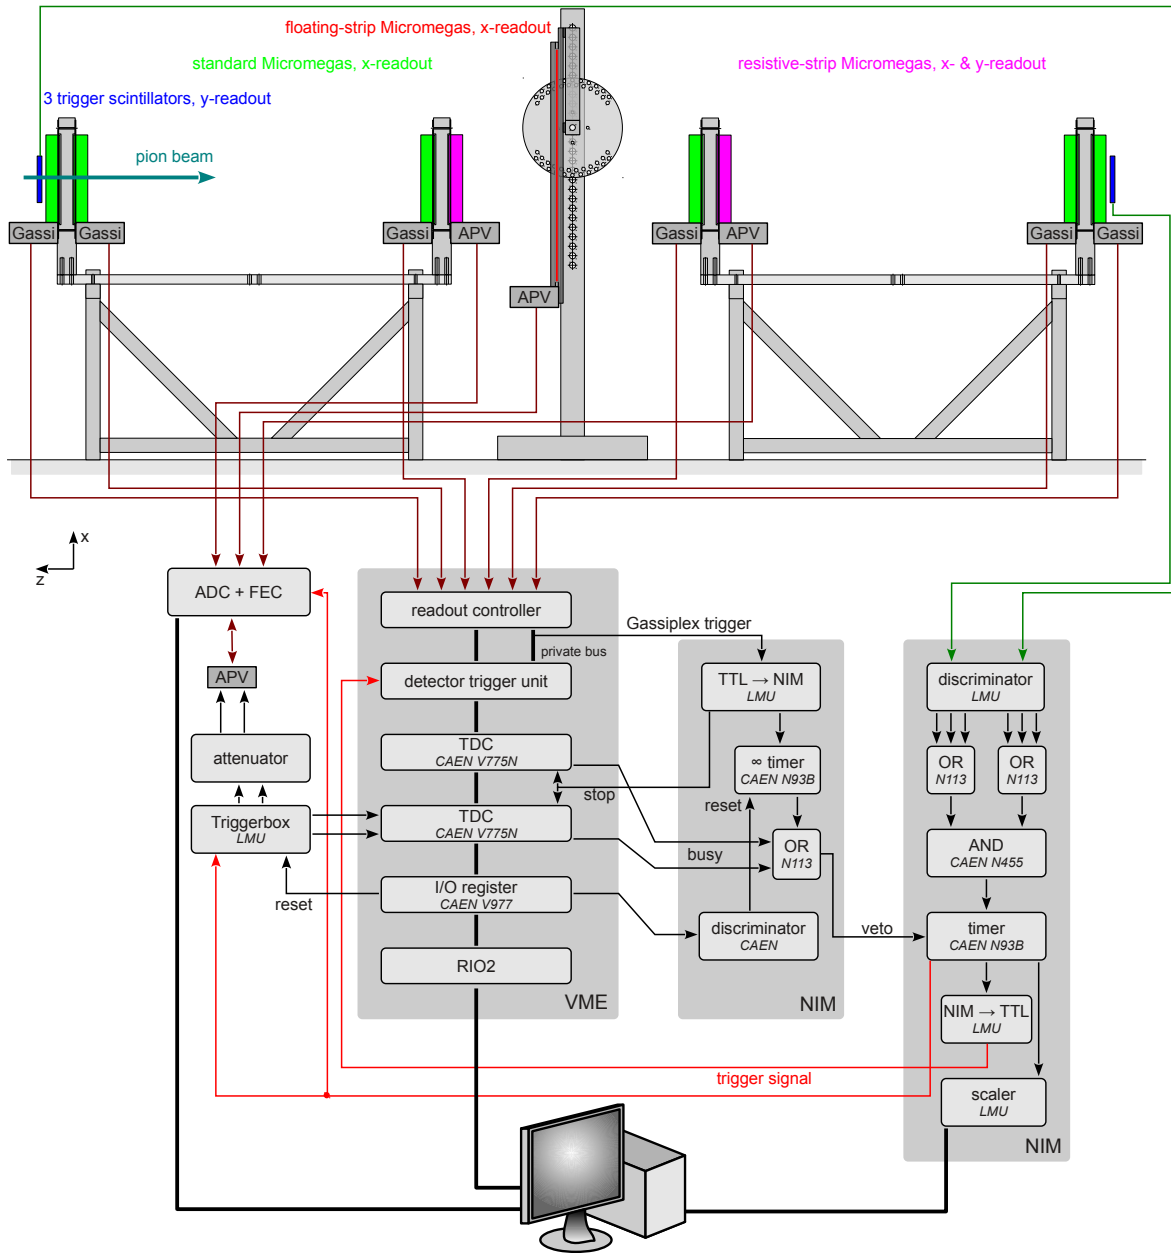 floating-strip Micromegas, x-readout
standard Micromegas, x-readout
resistive-strip Micromegas, x- & y-readout
3 trigger scintillators, y-readout
pion beam
Gassi
Gassi
Gassi
APV
Gassi
APV
Gassi
Gassi
APV
x
z
ADC + FEC
readout controller
Gassiplex trigger
private bus
APV
detector trigger unit
TTL → NIM
LMU
discriminator
LMU
attenuator
TDC
CAEN V775N
∞ timer
CAEN N93B
OR
N113
OR
N113
stop
reset
Triggerbox
LMU
TDC
CAEN V775N
OR
N113
AND
CAEN N455
busy
reset
I/O register
CAEN V977
discriminator
CAEN
veto
timer
CAEN N93B
RIO2
VME
NIM
NIM → TTL
LMU
trigger signal
scaler
LMU
NIM